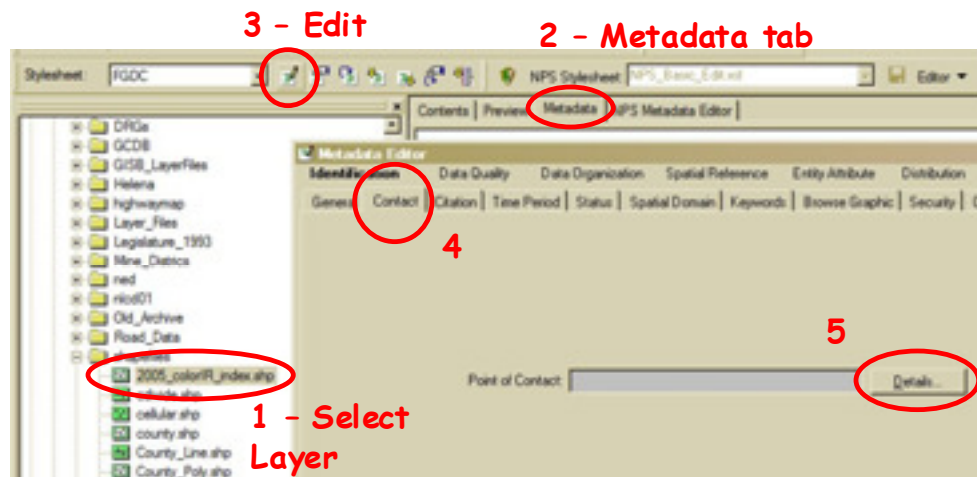 3 - Edit
2 - Metadata tab
Stylesheet: FGDC NPS Stylesheet NPS_Basic_Edit.xsl Editor
Contents Preview Metadata NPS Metadata Editor
DRGs
GCDB
GISB_LayerFiles
Helena
highwaymap
Layer_Files
Legislature_1993
Mine_Districs
ned
nlcd01
Old_Archive
Road_Data
shapefiles
2005_colorIR_index.shp
cellular.shp
county.shp
County_Line.shp
County_Poly.shp
Metadata Editor
Identification Data Quality Data Organization Spatial Reference Entity Attribute Distribution
General Contact Citation Time Period Status Spatial Domain Keywords Browse Graphic Security
4
5
Point of Contact: Details...
1 - Select
Layer